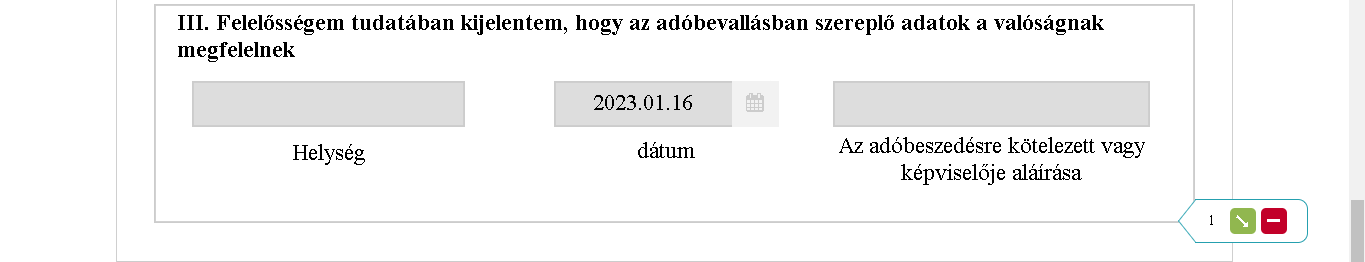 III. Felelősségem tudatában kijelentem, hogy az adóbevallásban szereplő adatok a valóságnak
megfelelnek
2023.01.16
Helység
dátum
Az adóbeszedésre kötelezett vagy
képviselője aláírása
1